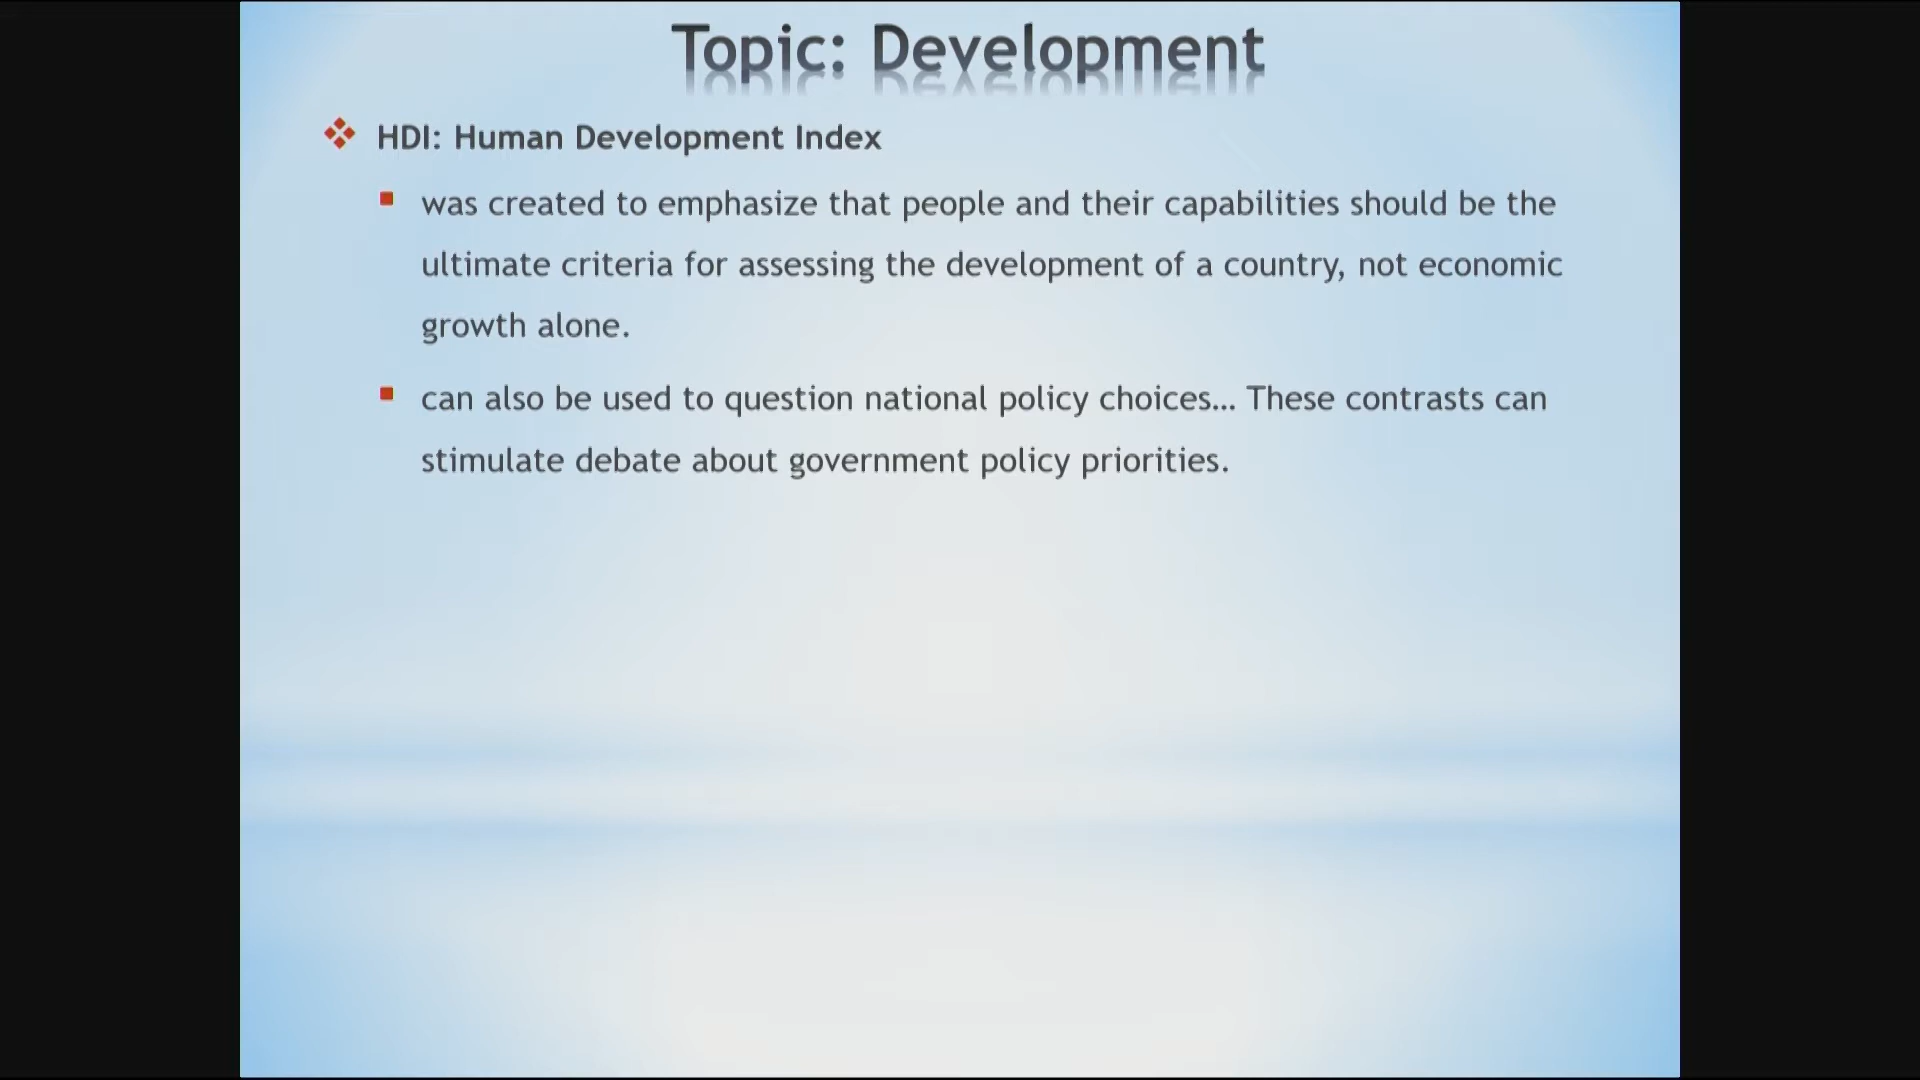 Topic: Development
HDI: Human Development Index
was created to emphasize that people and their capabilities should be the
ultimate criteria for assessing the development of a country, not economic
growth alone.
can also be used to question national policy choices… These contrasts can
stimulate debate about government policy priorities.